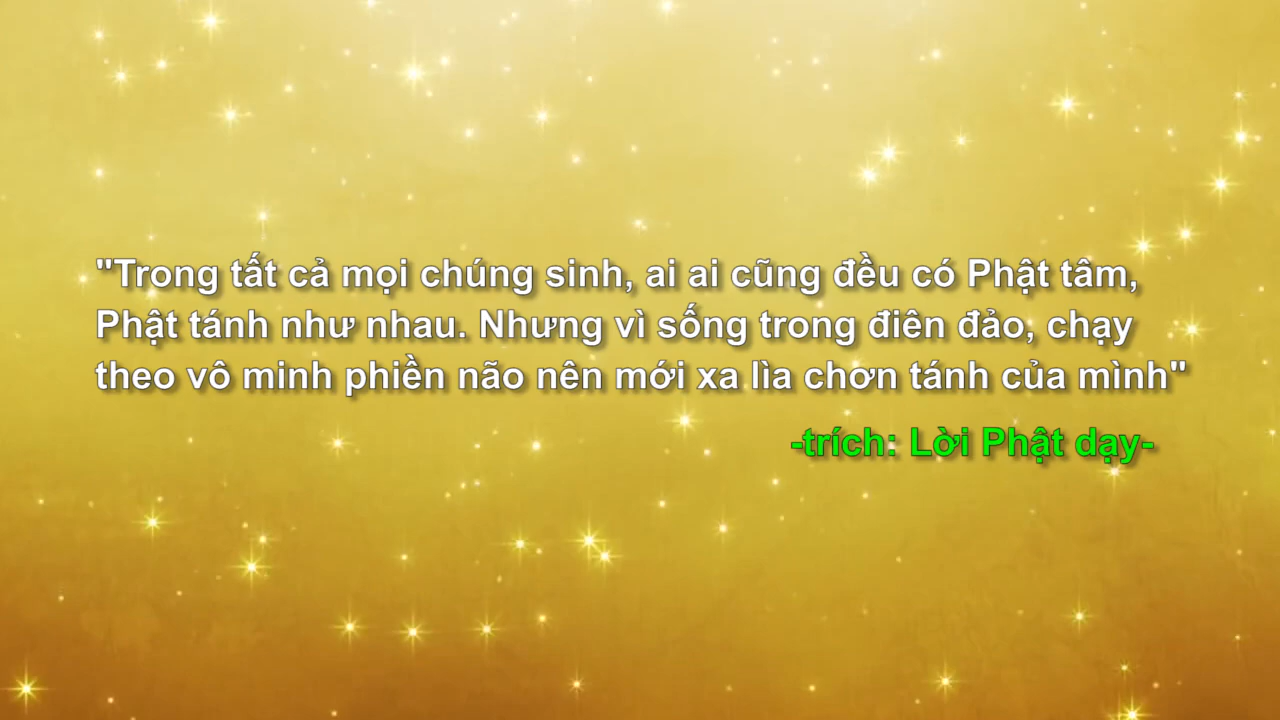 "Trong tất cả mọi chúng sinh, ai ai cũng đều có Phật tâm,
Phật tánh như nhau. Nhưng vì sống trong điên đảo, chạy
theo vô minh phiền não nên mới xa lìa chơn tánh của mình"
-trích: Lời Phật dạy-